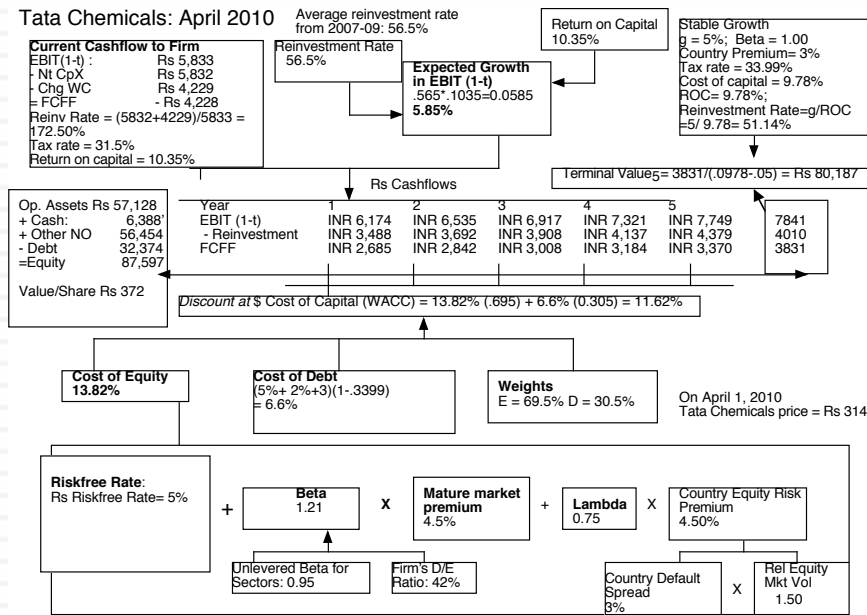 Tata Chemicals: April 2010
Average reinvestment rate
from 2007-09: 56.5%
Current Cashflow to Firm
EBIT(1-t) : Rs 5,833
- Nt CpX Rs 5,832
- Chg WC Rs 4,229
= FCFF - Rs 4,228
Reinv Rate = (5832+4229)/5833 =
172.50%
Tax rate = 31.5%
Return on capital = 10.35%
Reinvestment Rate
56.5%
Expected Growth
in EBIT (1-t)
.565*.1035=0.0585
5.85%
Return on Capital
10.35%
Stable Growth
g = 5%; Beta = 1.00
Country Premium= 3%
Tax rate = 33.99%
Cost of capital = 9.78%
ROC= 9.78%;
Reinvestment Rate=g/ROC
=5/ 9.78= 51.14%
Terminal Value5= 3831/(.0978-.05) = Rs 80,187
Rs Cashflows
Op. Assets Rs 57,128
+ Cash: 6,388'
+ Other NO 56,454
- Debt 32,374
=Equity 87,597
Value/Share Rs 372
Year 1 2 3 4 5
EBIT (1-t) INR 6,174 INR 6,535 INR 6,917 INR 7,321 INR 7,749 7841
- Reinvestment INR 3,488 INR 3,692 INR 3,908 INR 4,137 INR 4,379 4010
FCFF INR 2,685 INR 2,842 INR 3,008 INR 3,184 INR 3,370 3831
Discount at $ Cost of Capital (WACC) = 13.82% (.695) + 6.6% (0.305) = 11.62%
Cost of Equity
13.82%
Cost of Debt
(5%+ 2%+3)(1-.3399)
= 6.6%
Weights
E = 69.5% D = 30.5%
On April 1, 2010
Tata Chemicals price = Rs 314
Riskfree Rate:
Rs Riskfree Rate= 5%
+
Beta
1.21
X
Mature market
premium
4.5%
+
Lambda
0.75
X
Country Equity Risk
Premium
4.50%
Unlevered Beta for
Sectors: 0.95
Firm's D/E
Ratio: 42%
Country Default
Spread
3%
X
Rel Equity
Mkt Vol
1.50